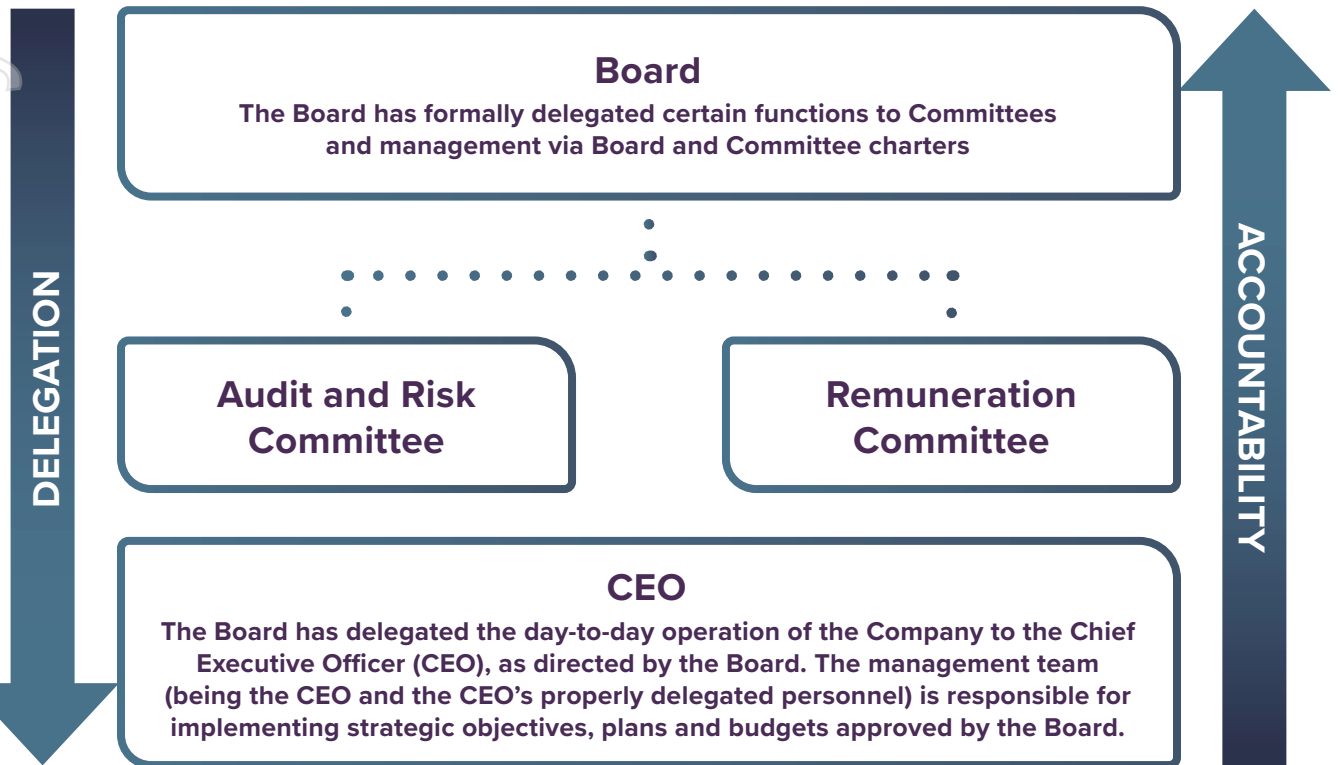 Board
The Board has formally delegated certain functions to Committees
and management via Board and Committee charters
DELEGATION
ACCOUNTABILITY
Audit and Risk
Committee
Remuneration
Committee
CEO
The Board has delegated the day-to-day operation of the Company to the Chief
Executive Officer (CEO), as directed by the Board. The management team
(being the CEO and the CEO’s properly delegated personnel) is responsible for
implementing strategic objectives, plans and budgets approved by the Board.